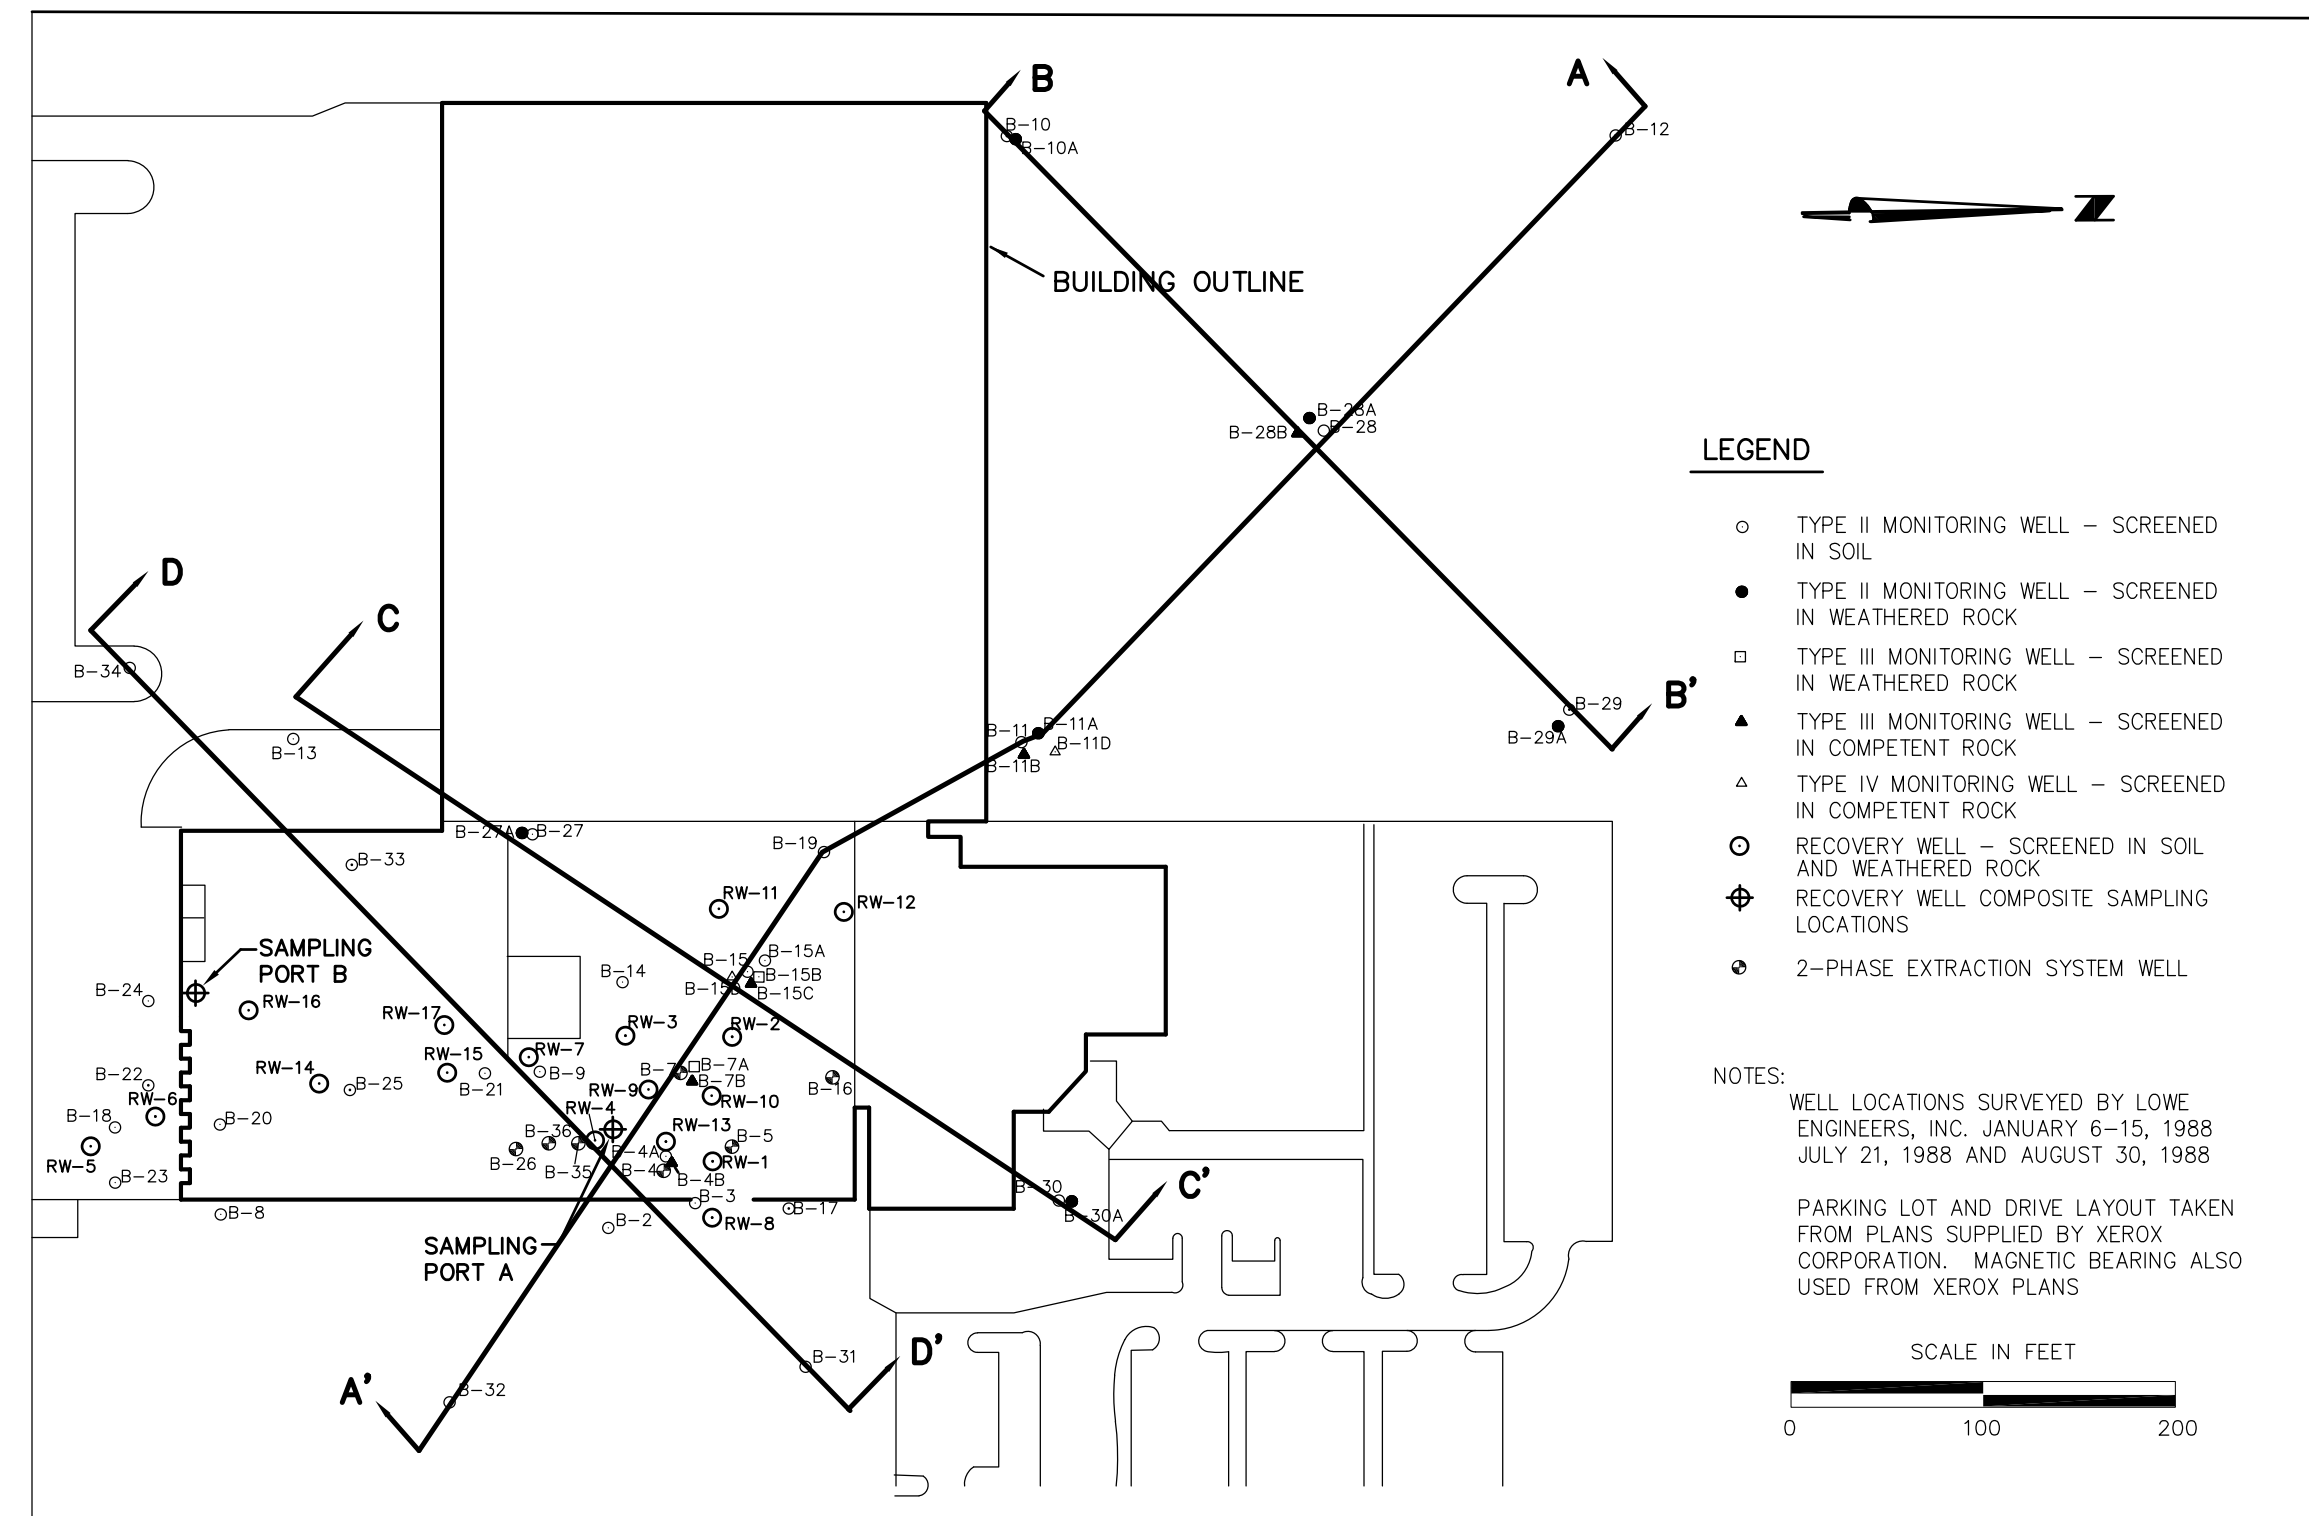 B
A
B-10
B-12
B-10A
N
BUILDING OUTLINE
B-28A
B-28B
B-28
LEGEND
TYPE II MONITORING WELL - SCREENED
IN SOIL
D
TYPE II MONITORING WELL - SCREENED
IN WEATHERED ROCK
C
TYPE III MONITORING WELL - SCREENED
IN WEATHERED ROCK
B-34
B'
B-29
B-29A
TYPE III MONITORING WELL - SCREENED
IN COMPETENT ROCK
B-11
B-11A
B-11D
B-11B
B-13
TYPE IV MONITORING WELL - SCREENED
IN COMPETENT ROCK
B-27A
B-27
B-19
B-33
RECOVERY WELL - SCREENED IN SOIL
AND WEATHERED ROCK
RW-11
RW-12
RECOVERY WELL COMPOSITE SAMPLING
LOCATIONS
SAMPLING
PORT B
B-15
B-15A
B-14
B-15B
B-15D
B-15C
2-PHASE EXTRACTION SYSTEM WELL
B-24
RW-16
RW-17
RW-3
RW-2
RW-15
RW-7
B-7
B-7A
B-7B
RW-14
B-22
B-25
B-21
B-9
RW-9
B-16
RW-10
RW-6
RW-4
B-18
B-20
B-36
RW-13
B-5
B-4A
RW-5
B-26
B-35
B-4
RW-1
B-23
B-4B
B-3
B-8
B-2
RW-8
B-17
B-30
B-30A
C'
SAMPLING
PORT A
NOTES:
WELL LOCATIONS SURVEYED BY LOWE
ENGINEERS, INC. JANUARY 6-15, 1988
JULY 21, 1988 AND AUGUST 30, 1988
PARKING LOT AND DRIVE LAYOUT TAKEN
FROM PLANS SUPPLIED BY XEROX
CORPORATION. MAGNETIC BEARING ALSO
USED FROM XEROX PLANS
SCALE IN FEET
0 100 200
D'
B-31
A'
B-32